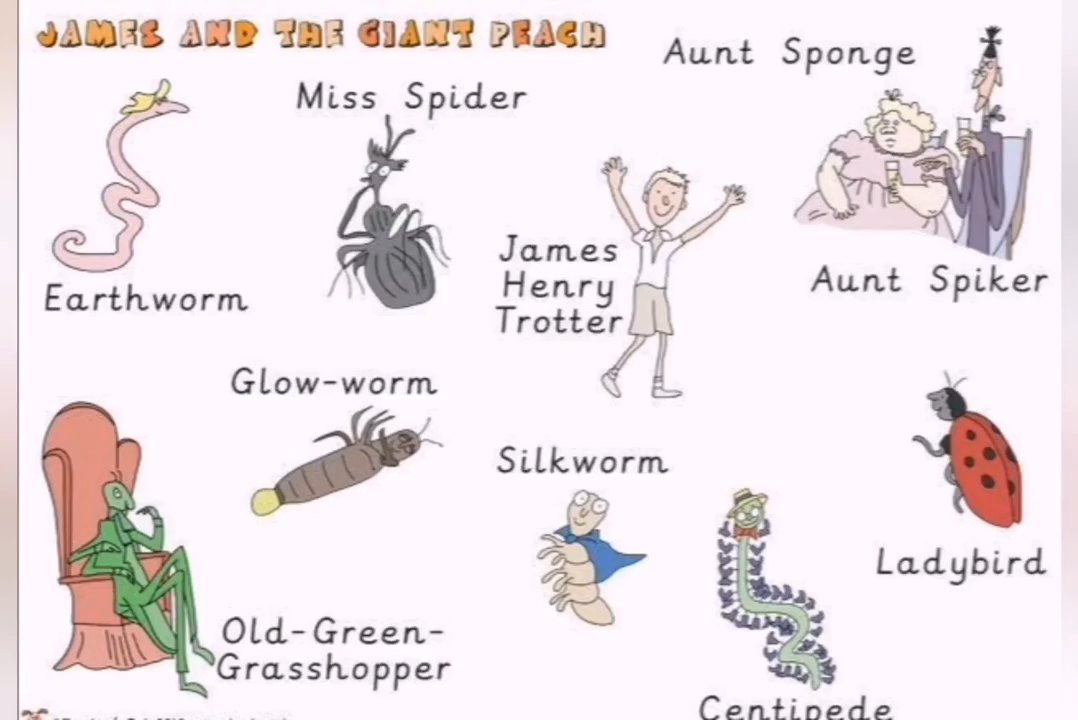 JAMES AND THE GIANT PEACH
Aunt Sponge
Miss Spider
James
Henry
Trotter
Aunt Spiker
Earthworm
Glow-worm
Silkworm
Ladybird
Old-Green-
Grasshopper
Centipede